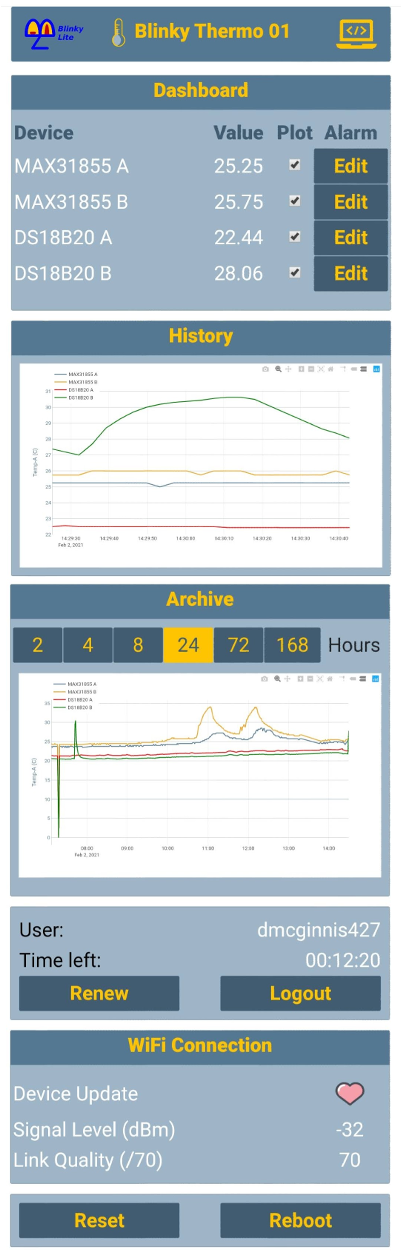 Blinky
Lite
Blinky Thermo 01
</>
Dashboard
Device Value Plot Alarm
MAX31855 A 25.25 Edit
MAX31855 B 25.75 Edit
DS18B20 A 22.44 Edit
DS18B20 B 28.06 Edit
History
MAX31855 A
MAX31855 B
DS18B20 A
DS18B20 B
31
30
29
28
27
26
25
24
23
22
Temp-A (C)
14:29:30 14:29:40 14:29:50 14:30:00 14:30:10 14:30:20 14:30:30 14:30:40
Feb 2, 2021
Archive
2 4 8 24 72 168 Hours
MAX31855 A
MAX31855 B
DS18B20 A
DS18B20 B
35
30
25
20
15
10
5
0
Temp-A (C)
08:00 09:00 10:00 11:00 12:00 13:00 14:00
Feb 2, 2021
User: dmcginnis427
Time left: 00:12:20
Renew Logout
WiFi Connection
Device Update
Signal Level (dBm) -32
Link Quality (/70) 70
Reset Reboot